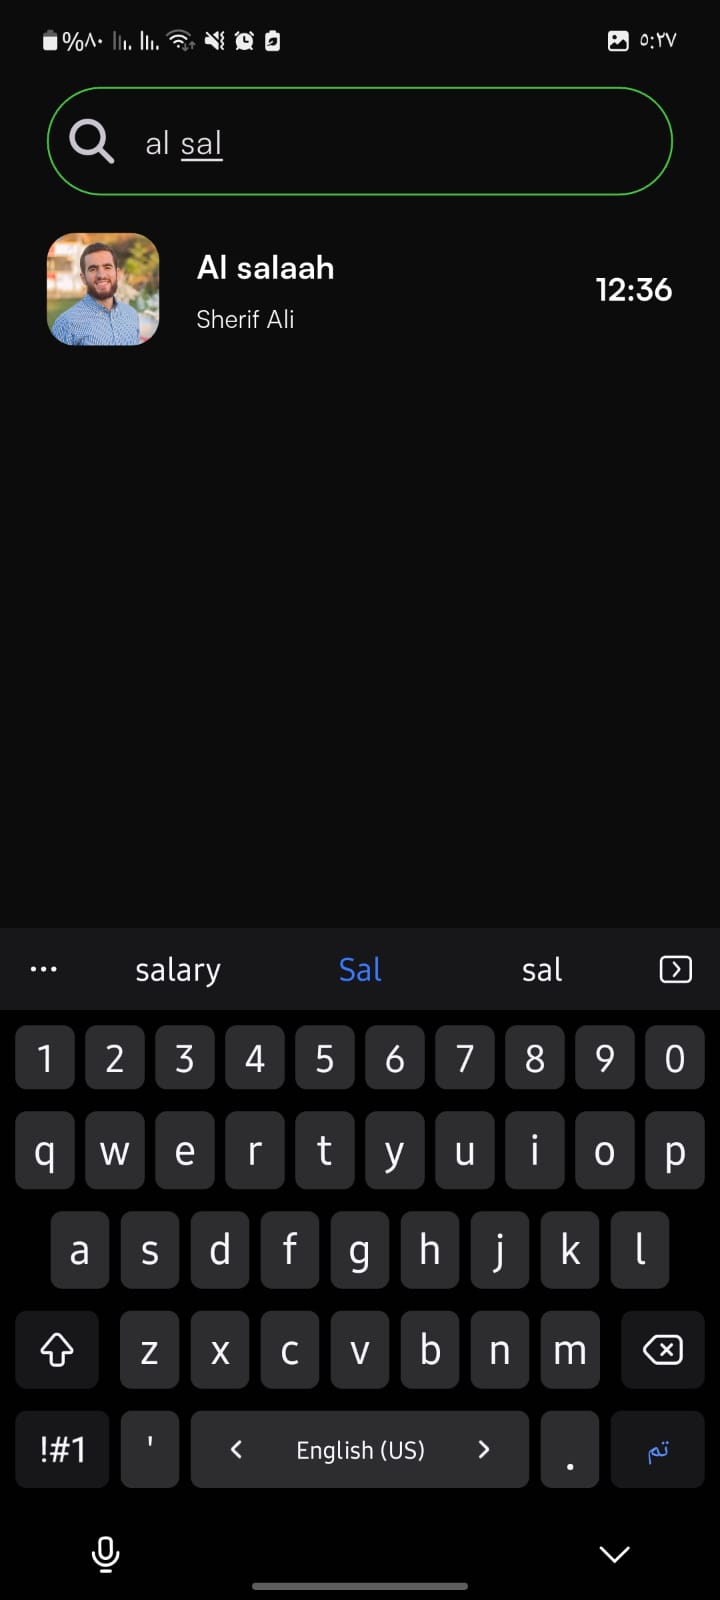 %٨٠
٥:٢٧
al sal
Al salaah
Sherif Ali
12:36
... salary Sal sal
1 2 3 4 5 6 7 8 9 0
q w e r t y u i o p
a s d f g h j k l
z x c v b n m
!#1 ' < English (US) > . تم